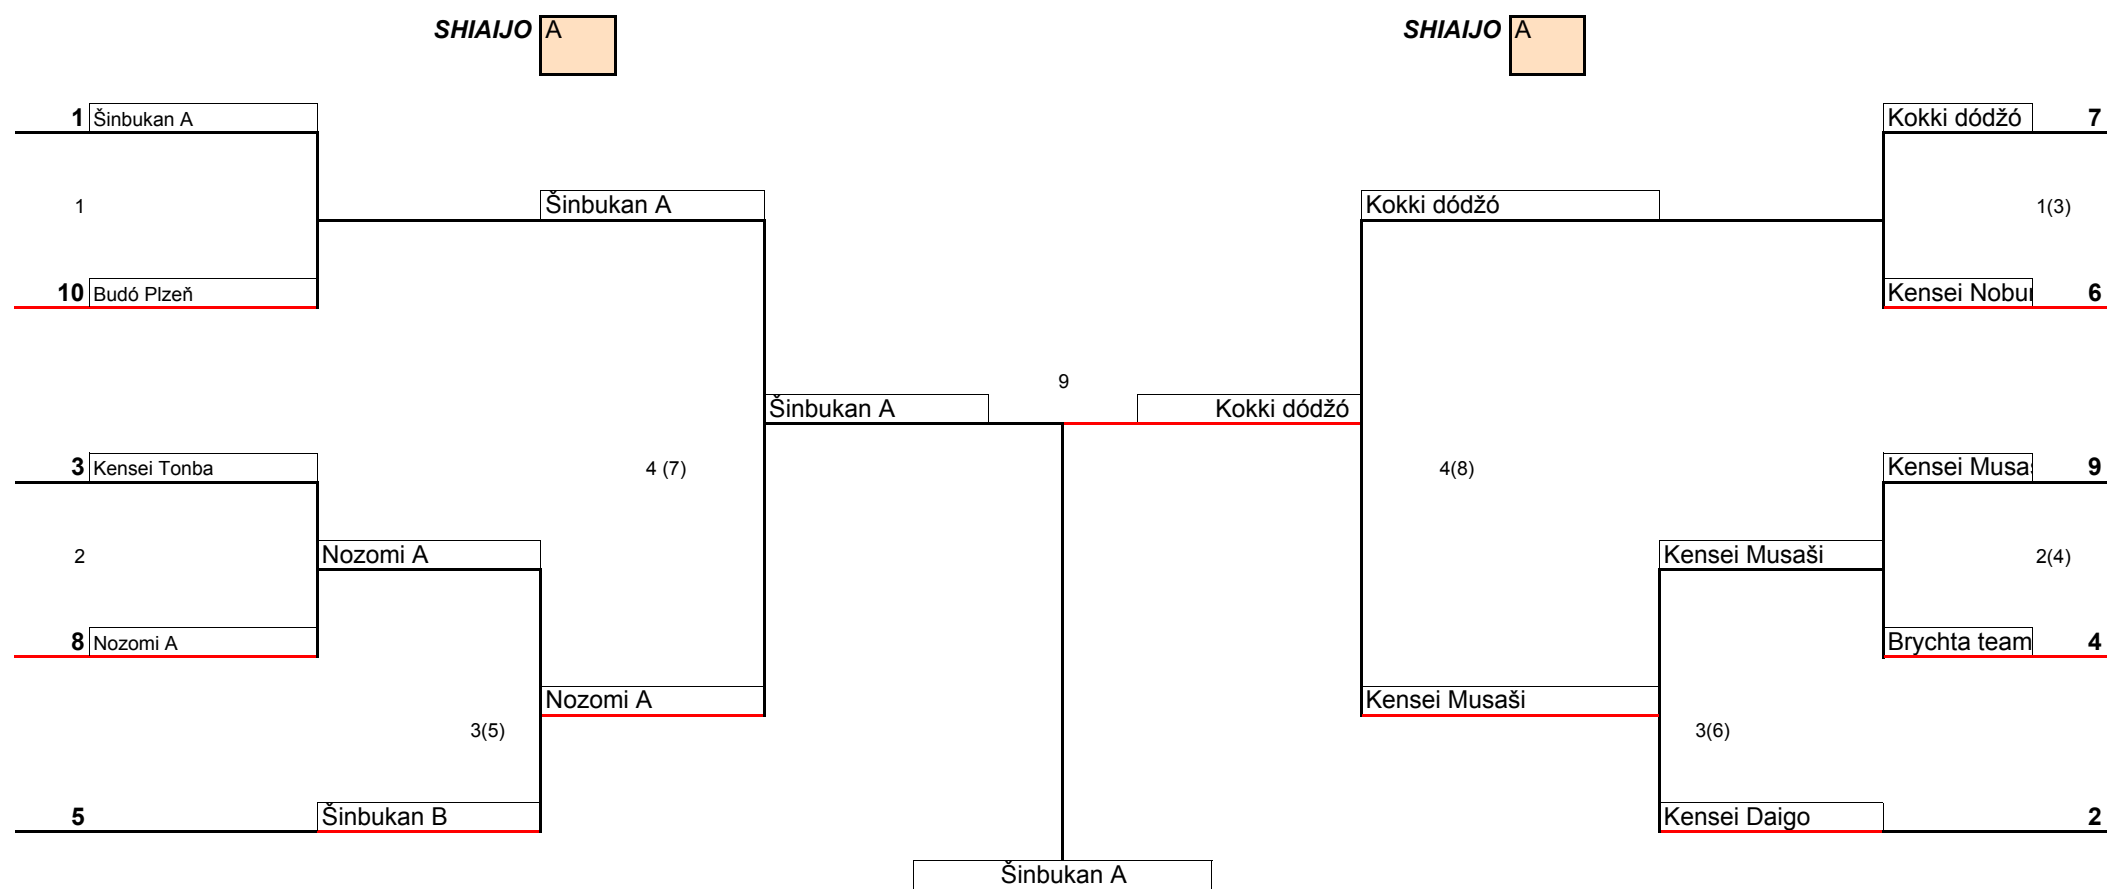 SHIAIJO A SHIAIJO A
1 Šinbukan A Kokki dódžó 7
1 Šinbukan A Kokki dódžó 1(3)
10 Budó Plzeň Kensei Nobu 6
9
Šinbukan A Kokki dódžó
3 Kensei Tonba 4 (7) 4(8) Kensei Musa 9
2 Nozomi A Kensei Musaši 2(4)
8 Nozomi A Brychta team 4
Nozomi A Kensei Musaši
3(5) 3(6)
5 Šinbukan B Kensei Daigo 2
Šinbukan A